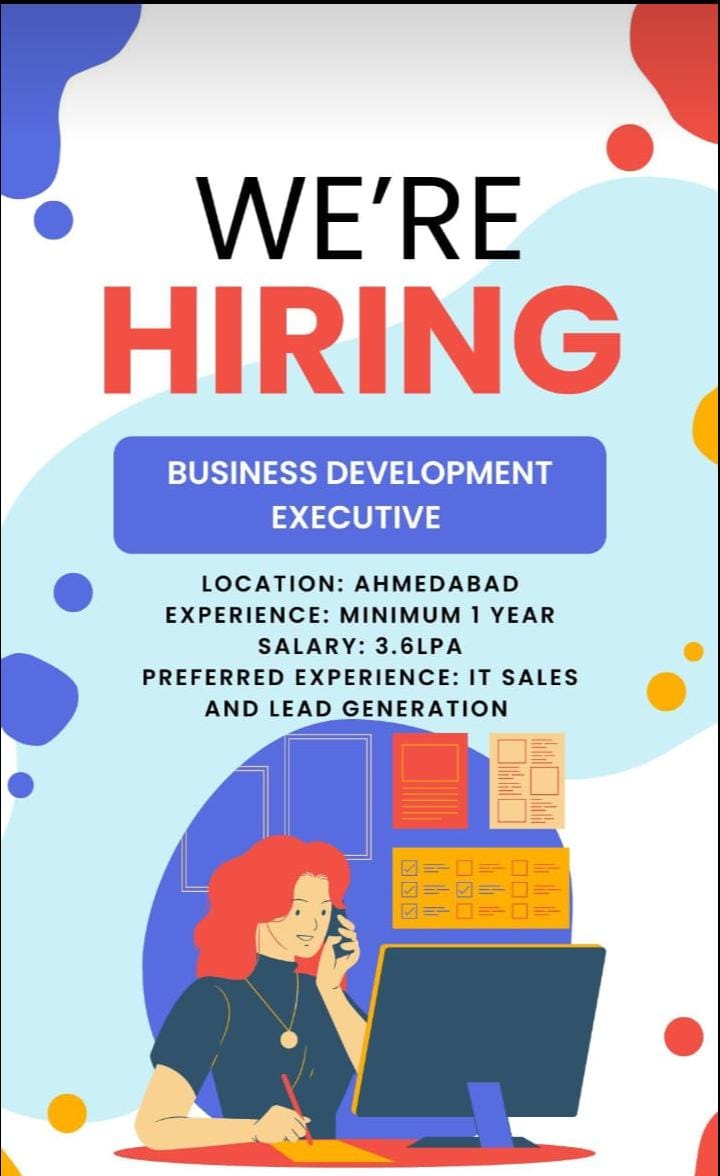 WE’RE
HIRING
BUSINESS DEVELOPMENT
EXECUTIVE
LOCATION: AHMEDABAD
EXPERIENCE: MINIMUM 1 YEAR
SALARY: 3.6LPA
PREFERRED EXPERIENCE: IT SALES
AND LEAD GENERATION